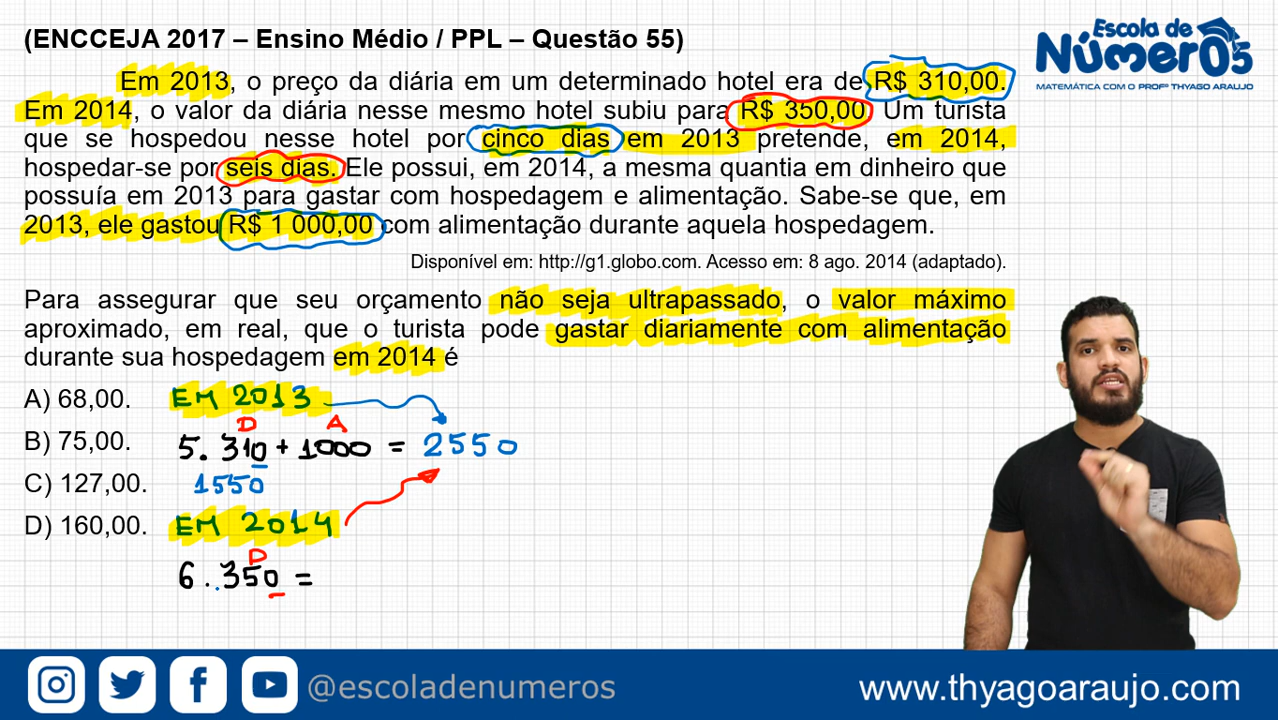 (ENCCEJA 2017 – Ensino Médio / PPL – Questão 55)
Escola de
NúmerOs
MATEMÁTICA COM O PROFº THYAGO ARAUJO
Em 2013, o preço da diária em um determinado hotel era de R$ 310,00.
Em 2014, o valor da diária nesse mesmo hotel subiu para R$ 350,00 Um turista
que se hospedou nesse hotel por cinco dias em 2013 pretende, em 2014,
hospedar-se por seis dias. Ele possui, em 2014, a mesma quantia em dinheiro que
possuía em 2013 para gastar com hospedagem e alimentação. Sabe-se que, em
2013, ele gastou R$ 1 000,00 com alimentação durante aquela hospedagem.
Disponível em: http://g1.globo.com. Acesso em: 8 ago. 2014 (adaptado).
Para assegurar que seu orçamento não seja ultrapassado, o valor máximo
aproximado, em real, que o turista pode gastar diariamente com alimentação
durante sua hospedagem em 2014 é
A) 68,00.
EM 2013
D A
B) 75,00.
5. 310 + 1000 = 2550
C) 127,00.
1550
D) 160,00.
EM 2014
D
6. 350 =
@escoladenumeros
www.thyagoaraujo.com